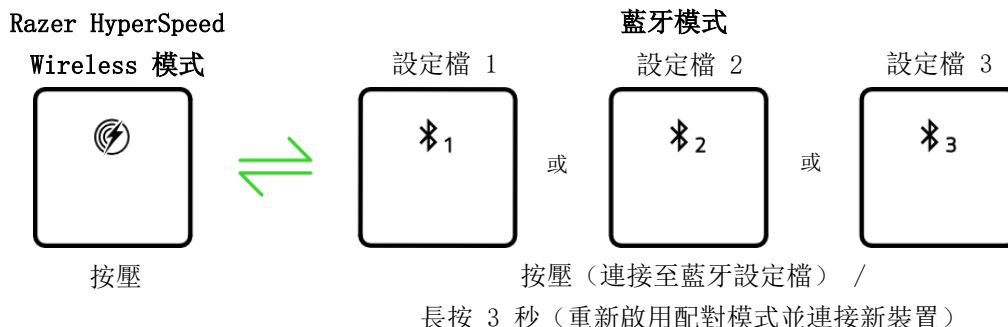 Razer HyperSpeed
Wireless 模式
藍牙模式
設定檔 1
設定檔 2
設定檔 3
1
或
2
或
3
按壓
按壓（連接至藍牙設定檔） /
長按 3 秒（重新啟用配對模式並連接新裝置）